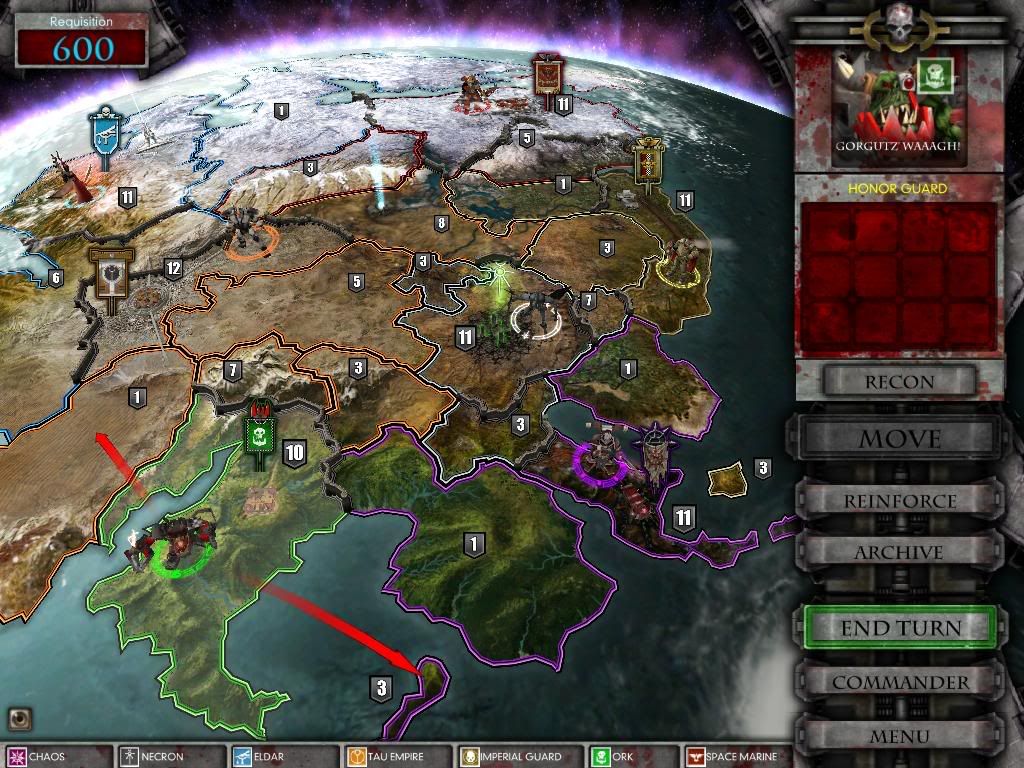 Requisition
600
GORGUTZ WAAAGH!
HONOR GUARD
RECON
MOVE
REINFORCE
ARCHIVE
END TURN
COMMANDER
MENU
1
11
5
3
1
11
11
8
3
6
12
3
5
7
11
7
3
1
1
3
10
3
11
1
3
CHAOS
NECRON
ELDAR
TAU EMPIRE
IMPERIAL GUARD
ORK
SPACE MARINE